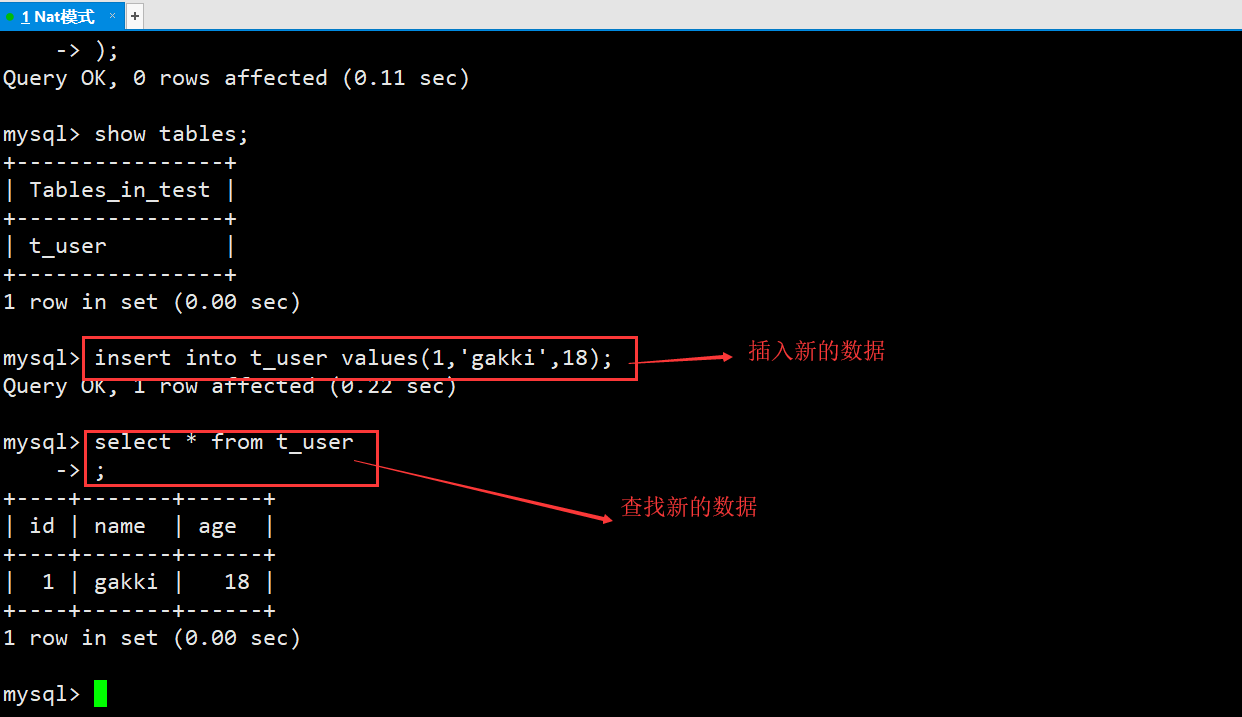 1 Nat模式 × +
-> );
Query OK, 0 rows affected (0.11 sec)
mysql> show tables;
+----------------+
| Tables_in_test |
+----------------+
| t_user         |
+----------------+
1 row in set (0.00 sec)
mysql> insert into t_user values(1,'gakki',18); 插入新的数据
Query OK, 1 row affected (0.22 sec)
mysql> select * from t_user
-> ;
+----+-------+------+
查找新的数据
| id | name  | age  |
+----+-------+------+
|  1 | gakki |   18 |
+----+-------+------+
1 row in set (0.00 sec)
mysql>